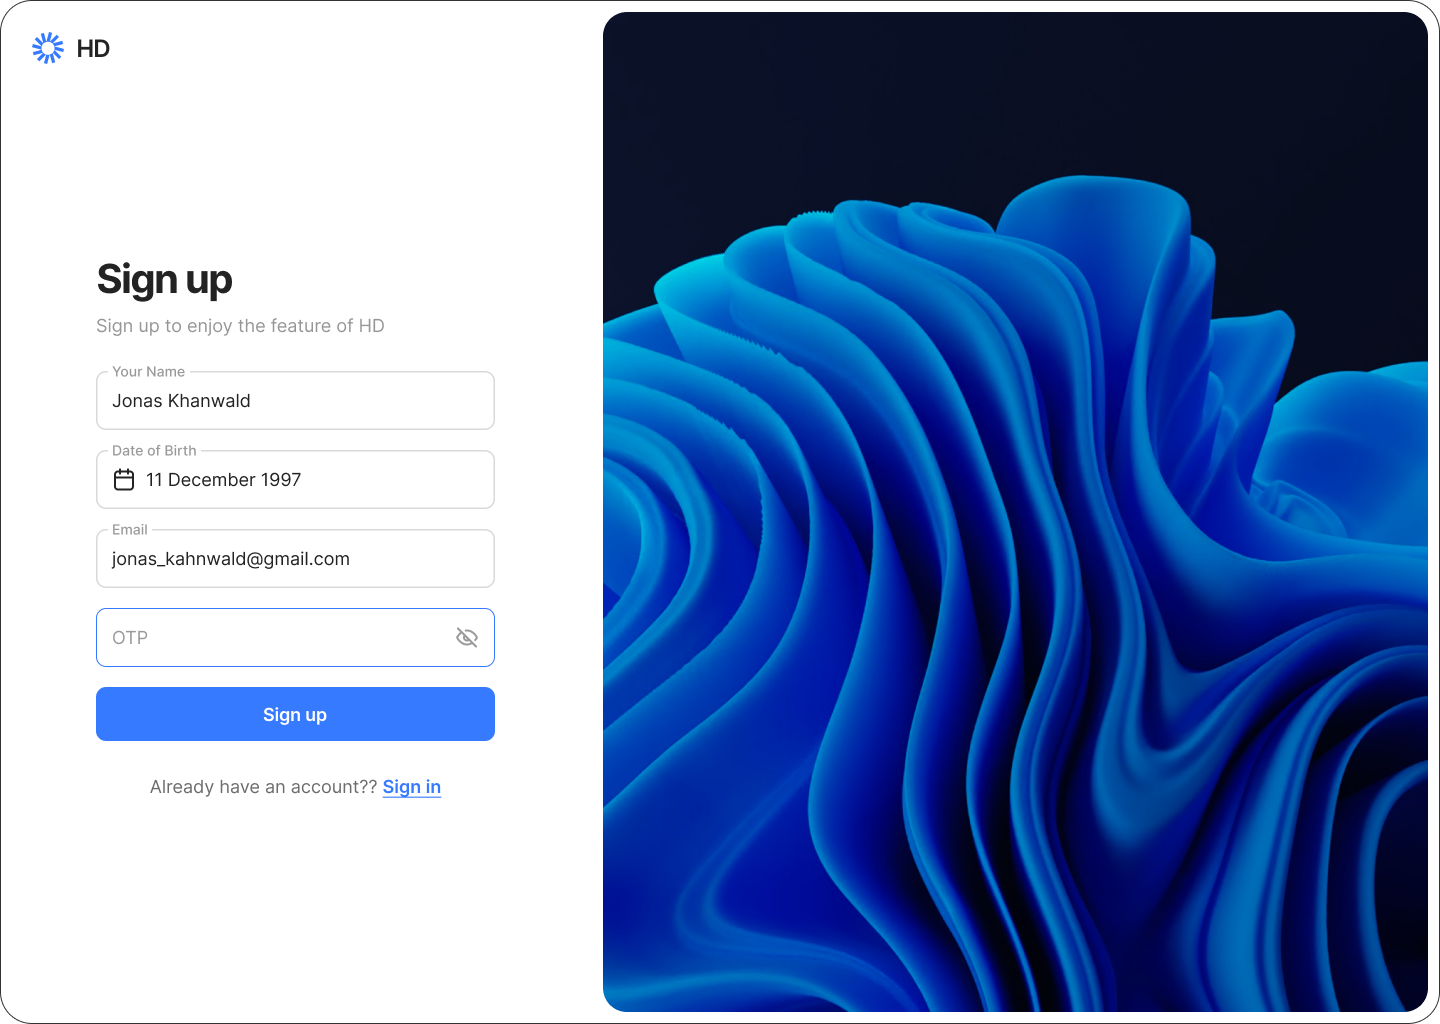 HD
Sign up
Sign up to enjoy the feature of HD
Your Name
Jonas Khanwald
Date of Birth
11 December 1997
Email
jonas_kahnwald@gmail.com
OTP
Sign up
Already have an account?? Sign in